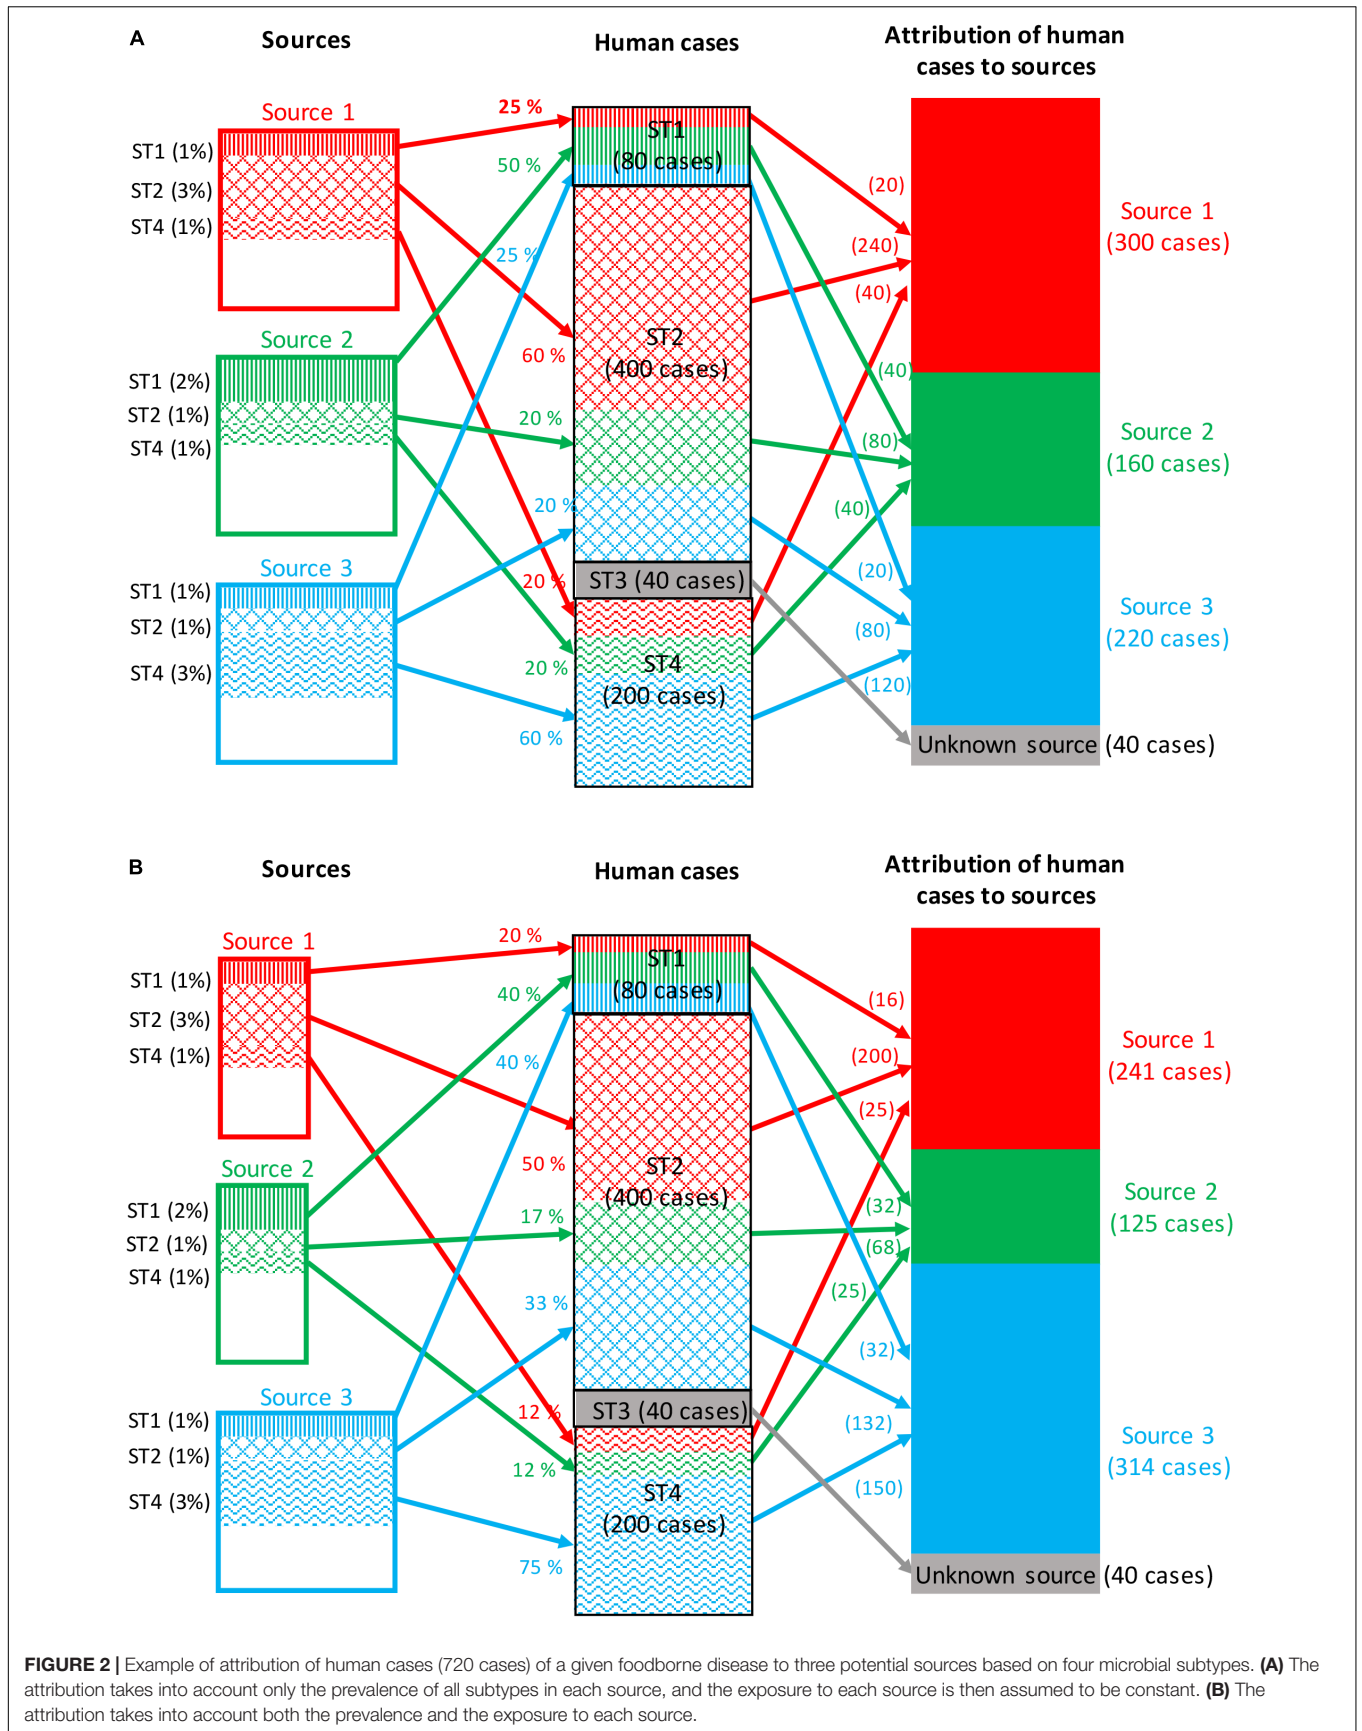 A
Sources
Human cases
Attribution of human
cases to sources
Source 1
ST1 (1%)
ST2 (3%)
ST4 (1%)
Source 2
ST1 (2%)
ST2 (1%)
ST4 (1%)
Source 3
ST1 (1%)
ST2 (1%)
ST4 (3%)
25 %
50 %
25 %
60 %
20 %
20 %
20 %
20 %
60 %
ST1
(80 cases)
ST2
(400 cases)
ST3 (40 cases)
ST4
(200 cases)
(20)
(240)
(40)
(40)
(80)
(40)
(20)
(80)
(120)
Source 1
(300 cases)
Source 2
(160 cases)
Source 3
(220 cases)
Unknown source (40 cases)
B
Sources
Human cases
Attribution of human
cases to sources
Source 1
ST1 (1%)
ST2 (3%)
ST4 (1%)
Source 2
ST1 (2%)
ST2 (1%)
ST4 (1%)
Source 3
ST1 (1%)
ST2 (1%)
ST4 (3%)
20 %
40 %
40 %
50 %
17 %
33 %
12 %
12 %
75 %
ST1
(80 cases)
ST2
(400 cases)
ST3 (40 cases)
ST4
(200 cases)
(16)
(200)
(25)
(32)
(68)
(25)
(32)
(132)
(150)
Source 1
(241 cases)
Source 2
(125 cases)
Source 3
(314 cases)
Unknown source (40 cases)
FIGURE 2 | Example of attribution of human cases (720 cases) of a given foodborne disease to three potential sources based on four microbial subtypes. (A) The
attribution takes into account only the prevalence of all subtypes in each source, and the exposure to each source is then assumed to be constant. (B) The
attribution takes into account both the prevalence and the exposure to each source.